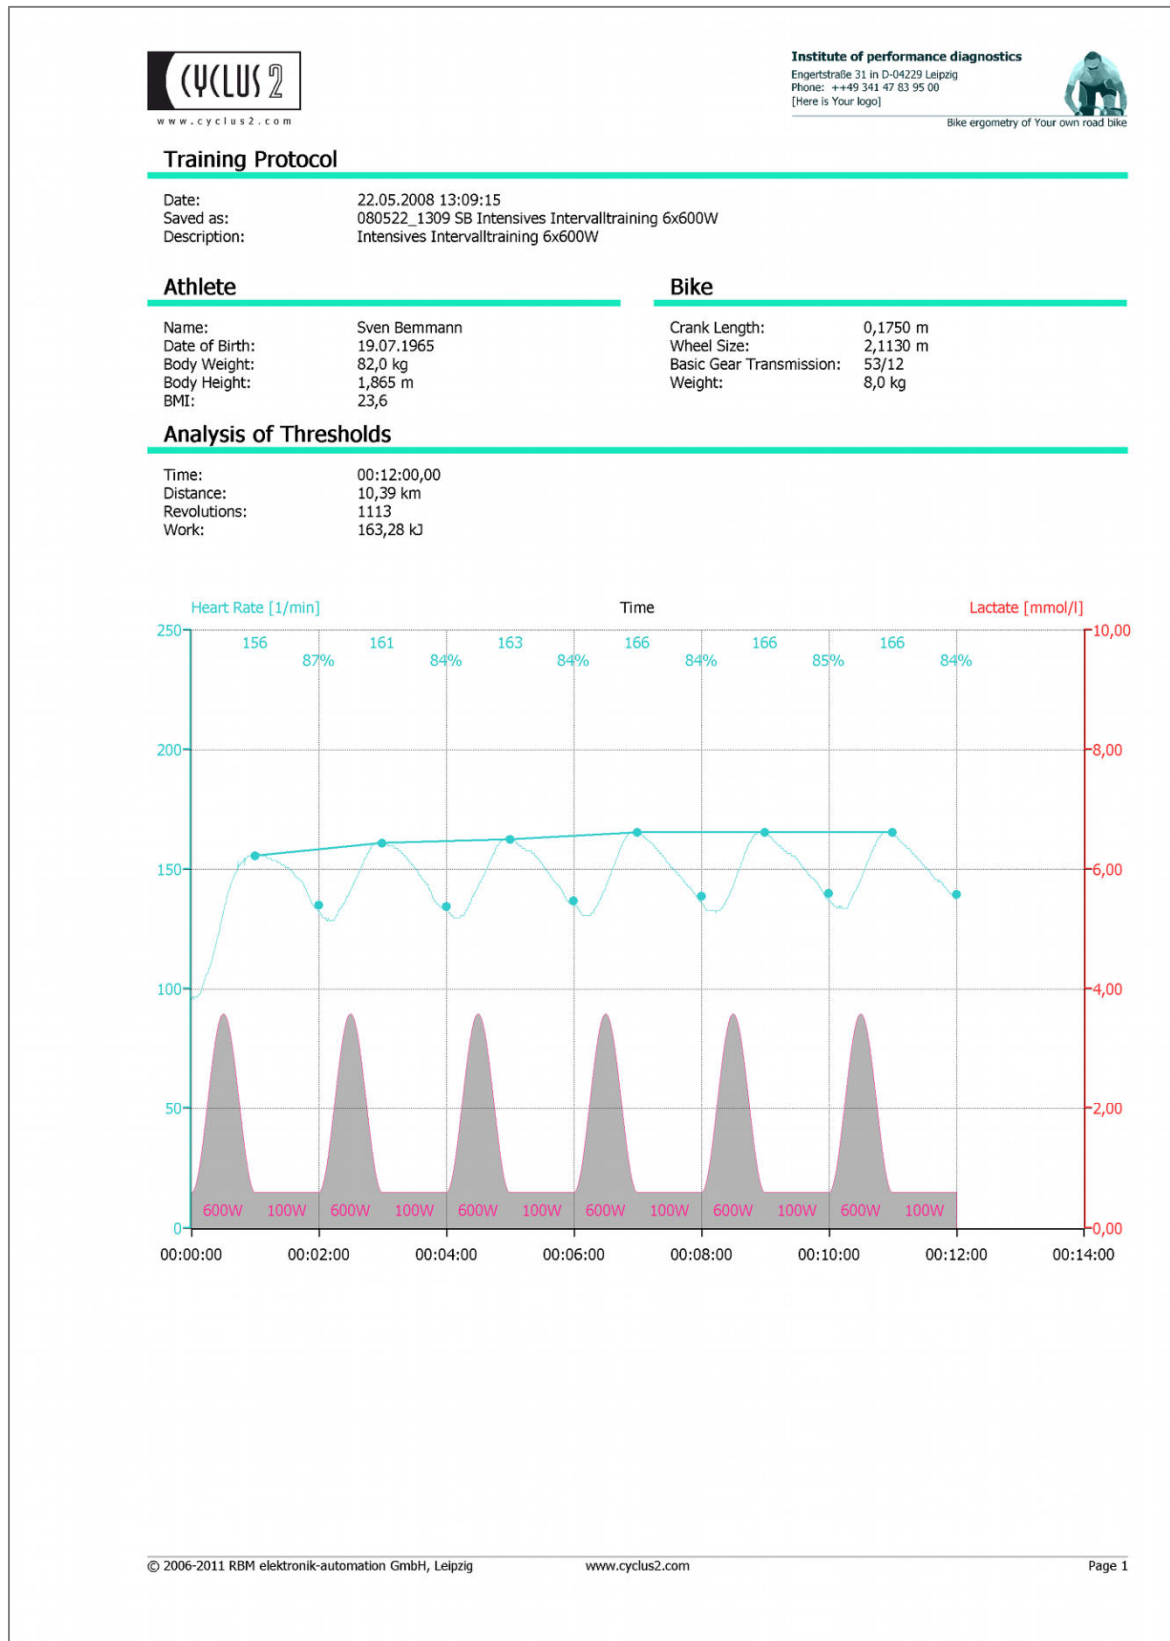 CYCLUS 2
www.cyclus2.com
Institute of performance diagnostics
Engertstraße 31 in D-04229 Leipzig
Phone: ++49 341 47 83 95 00
[Here is Your logo]
Bike ergometry of Your own road bike
Training Protocol
Date: 22.05.2008 13:09:15
Saved as: 080522_1309 SB Intensives Intervalltraining 6x600W
Description: Intensives Intervalltraining 6x600W
Athlete
Name: Sven Bemmann
Date of Birth: 19.07.1965
Body Weight: 82,0 kg
Body Height: 1,865 m
BMI: 23,6
Bike
Crank Length: 0,1750 m
Wheel Size: 2,1130 m
Basic Gear Transmission: 53/12
Weight: 8,0 kg
Analysis of Thresholds
Time: 00:12:00,00
Distance: 10,39 km
Revolutions: 1113
Work: 163,28 kJ
Heart Rate [1/min] Time Lactate [mmol/l]
250 10,00
156 161 163 166 166 166
87% 84% 84% 84% 85% 84%
200 8,00
150 6,00
100 4,00
50 2,00
600W 100W 600W 100W 600W 100W 600W 100W 600W 100W 600W 100W
0 0,00
00:00:00 00:02:00 00:04:00 00:06:00 00:08:00 00:10:00 00:12:00 00:14:00
© 2006-2011 RBM elektronik-automation GmbH, Leipzig www.cyclus2.com Page 1